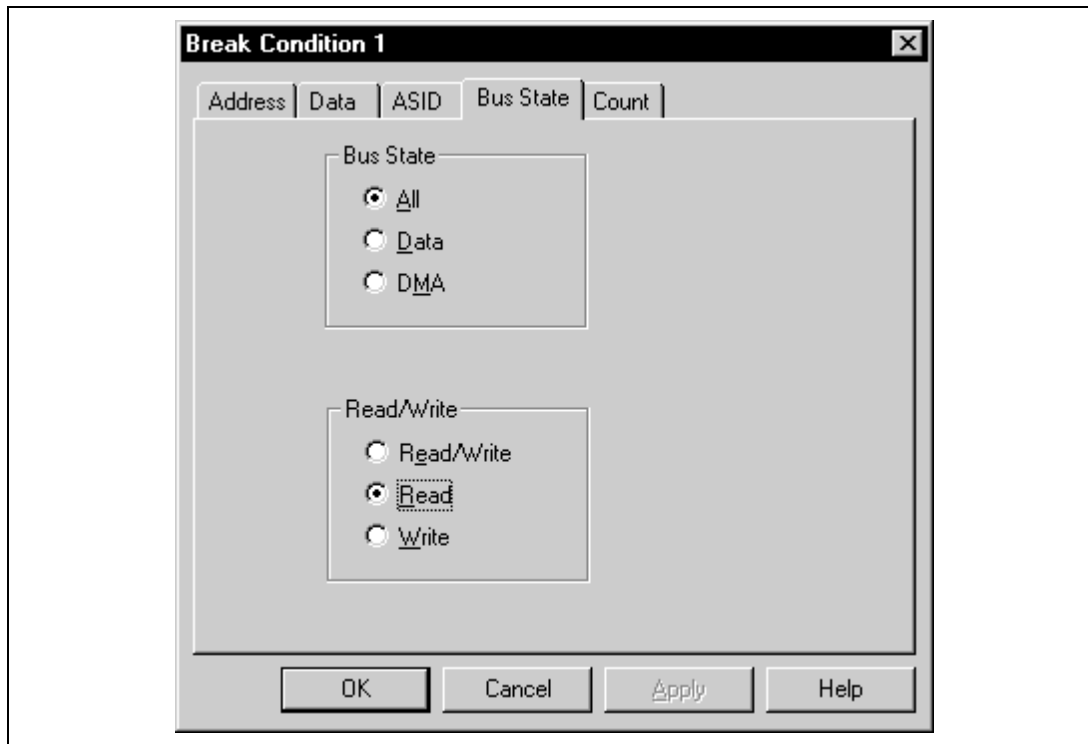 Break Condition 1
Address Data ASID Bus State Count
Bus State
All
Data
DMA
Read/Write
Read/Write
Read
Write
OK Cancel Apply Help